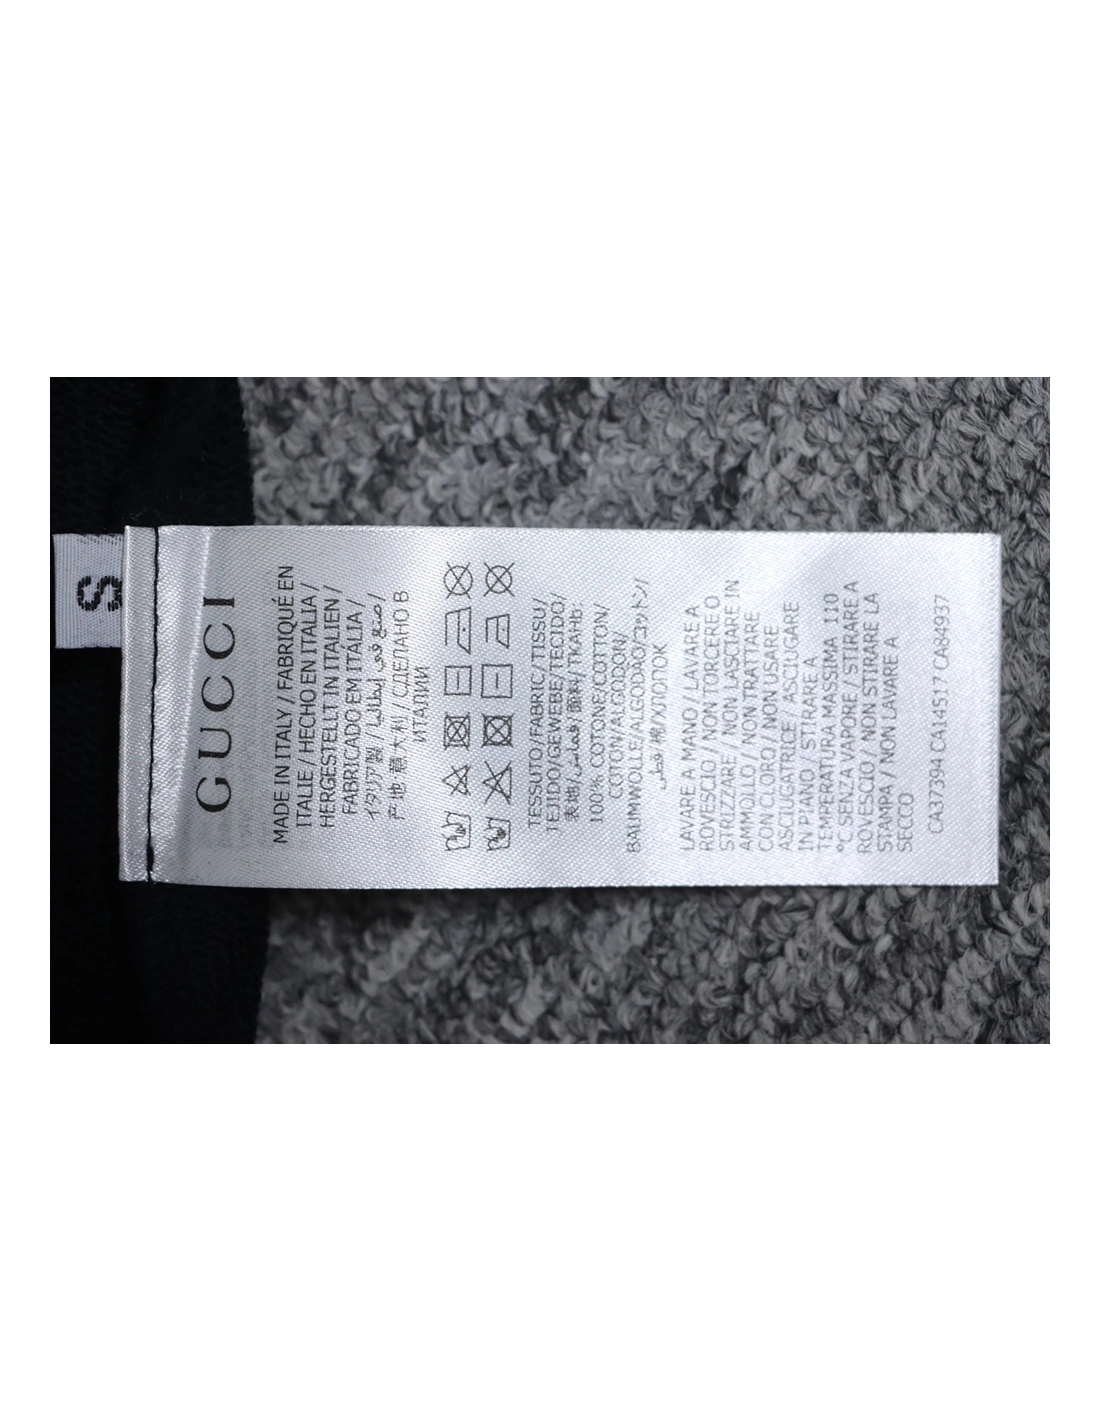 S
GUCCI
MADE IN ITALY / FABRIQUÉ EN
ITALIE / HECHO EN ITALIA /
HERGESTELLT IN ITALIEN /
FABRICADO EM ITÁLIA /
イタリア製 / صنع في إيطاليا /
产地 意大利 / СДЕЛАНО В
ИТАЛИИ
TESSUTO/FABRIC/TISSU/
TEJIDO/GEWEBE/TECIDO/
表地/قماش/面料/ТКАНЬ:
100% COTONE/COTTON/
COTON/ALGODON/
BAUMWOLLE/ALGODAO/コットン/
قطن/棉/ХЛОПОК
LAVARE A MANO / LAVARE A
ROVESCIO / NON TORCERE O
STRIZZARE / NON LASCIARE IN
AMMOLLO / NON TRATTARE
CON CLORO / NON USARE
ASCIUGATRICE / ASCIUGARE
IN PIANO / STIRARE A
TEMPERATURA MASSIMA 110
°C SENZA VAPORE / STIRARE A
ROVESCIO / NON STIRARE LA
STAMPA / NON LAVARE A
SECCO
CA37394 CA14517 CA84937